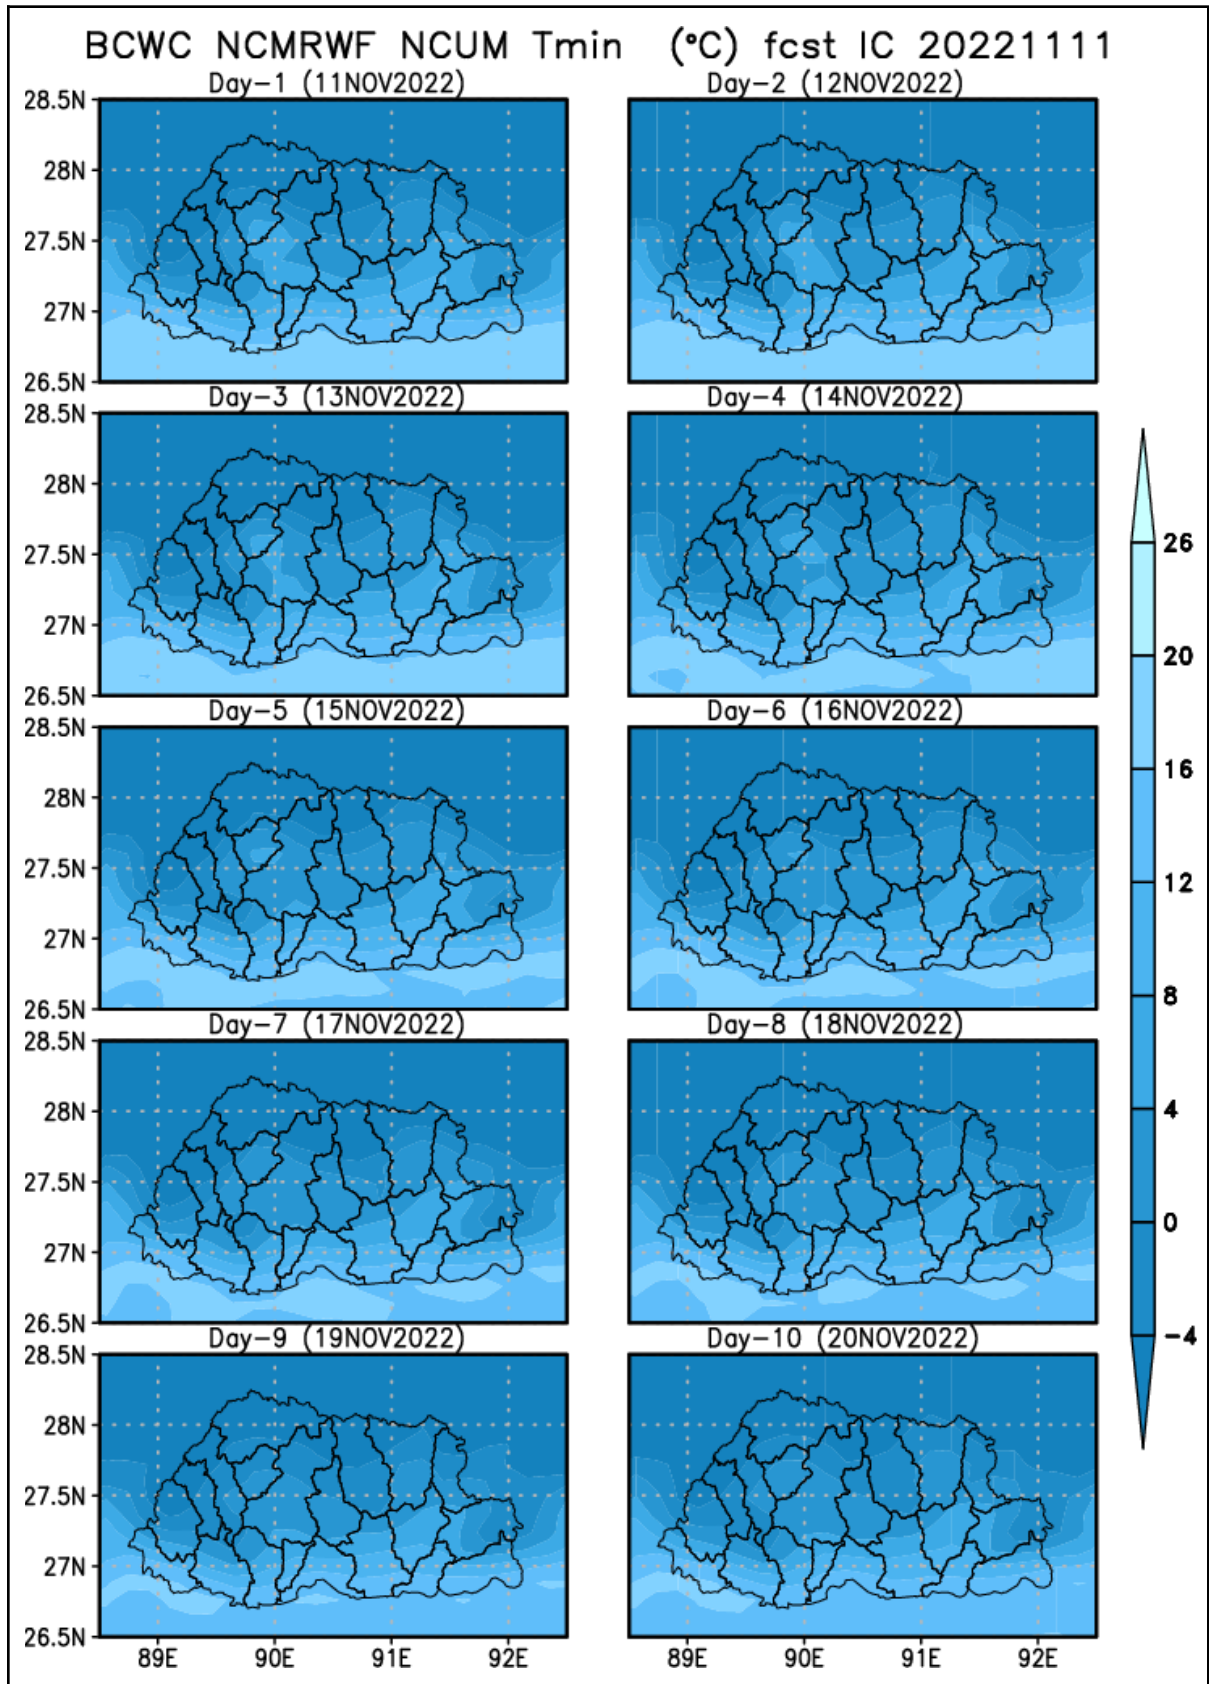 BCWC NCMRWF NCUM Tmin (°C) fcst IC 20221111
Day-1 (11NOV2022)
Day-2 (12NOV2022)
28.5N
28N
27.5N
27N
26.5N
Day-3 (13NOV2022)
Day-4 (14NOV2022)
28.5N
28N
27.5N
27N
26.5N
Day-5 (15NOV2022)
Day-6 (16NOV2022)
28.5N
28N
27.5N
27N
26.5N
Day-7 (17NOV2022)
Day-8 (18NOV2022)
28.5N
28N
27.5N
27N
26.5N
Day-9 (19NOV2022)
Day-10 (20NOV2022)
28.5N
28N
27.5N
27N
26.5N
89E 90E 91E 92E
89E 90E 91E 92E
26
20
16
12
8
4
0
-4